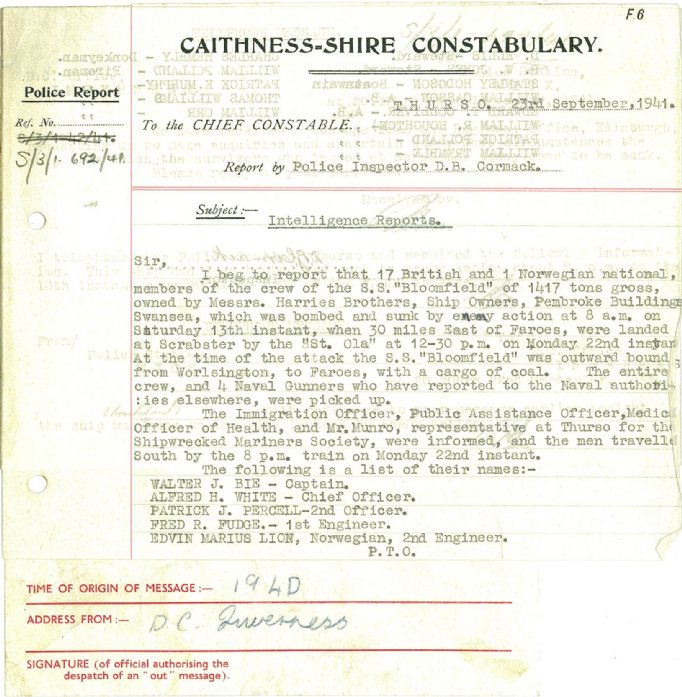 F6
CAITHNESS-SHIRE CONSTABULARY.
Police Report
Ref. No.
S/3/1-42/41.
S/3/1. 692/41.
THURSO. 23rd September, 1941.
To the CHIEF CONSTABLE.
Report by Police Inspector D.B. Cormack.
Subject:—
Intelligence Reports.
Sir,
I beg to report that 17 British and 1 Norwegian national,
members of the crew of the S.S."Bloomfield" of 1417 tons gross,
owned by Messrs. Harries Brothers, Ship Owners, Pembroke Buildings
Swansea, which was bombed and sunk by enemy action at 8 a.m. on
Saturday 13th instant, when 30 miles East of Faroes, were landed
at Scrabster by the "St. Ola" at 12-30 p.m. on Monday 22nd instan
At the time of the attack the S.S."Bloomfield" was outward bound
from Worlsington, to Faroes, with a cargo of coal. The entire
crew, and 4 Naval Gunners who have reported to the Naval authori-
:ies elsewhere, were picked up.
The Immigration Officer, Public Assistance Officer,Medica
Officer of Health, and Mr.Munro, representative at Thurso for the
Shipwrecked Mariners Society, were informed, and the men travelle
South by the 8 p.m. train on Monday 22nd instant.
The following is a list of their names:-
WALTER J. BIE - Captain.
ALFRED H. WHITE - Chief Officer.
PATRICK J. PERCELL-2nd Officer.
FRED R. FUDGE.- 1st Engineer.
EDVIN MARIUS LION, Norwegian, 2nd Engineer.
P.T.O.
TIME OF ORIGIN OF MESSAGE:— 1940
ADDRESS FROM:— D.C. Inverness
SIGNATURE (of official authorising the
despatch of an "out" message).